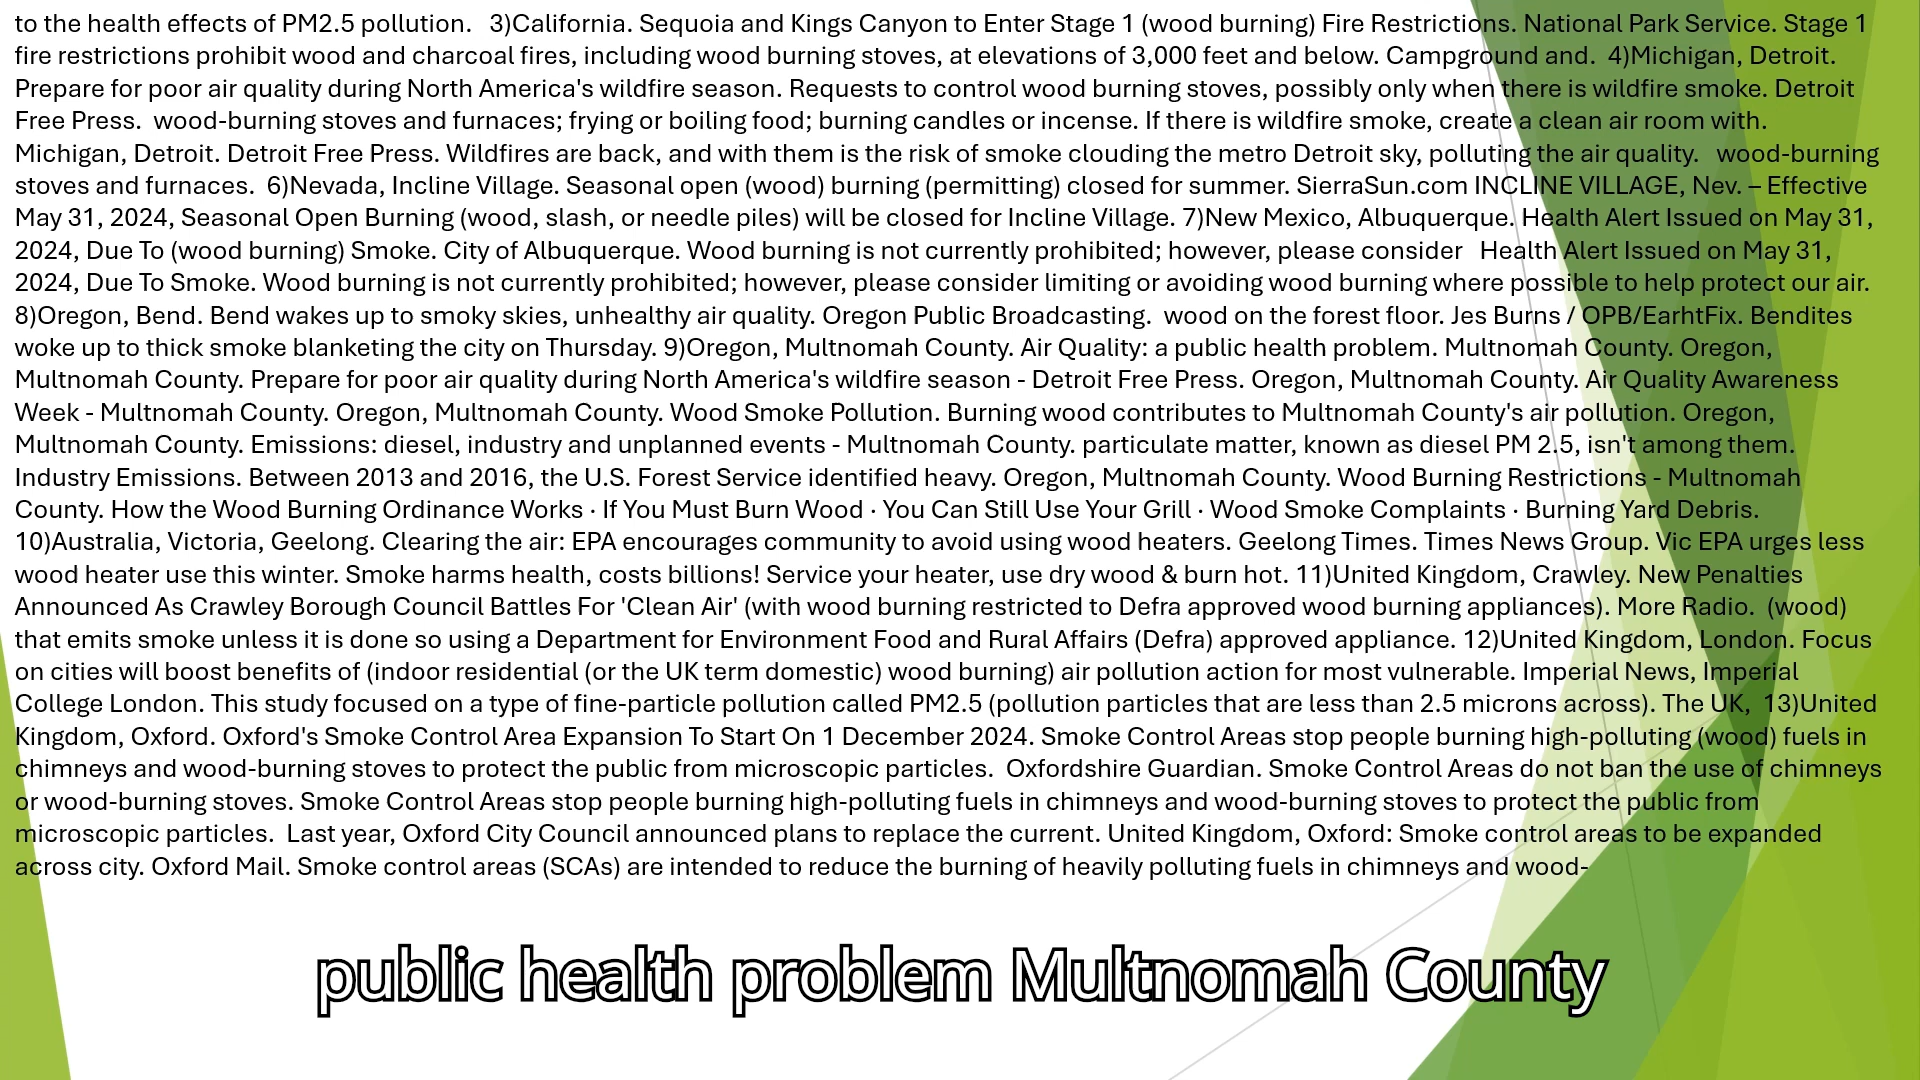 to the health effects of PM2.5 pollution.   3)California. Sequoia and Kings Canyon to Enter Stage 1 (wood burning) Fire Restrictions. National Park Service. Stage 1
fire restrictions prohibit wood and charcoal fires, including wood burning stoves, at elevations of 3,000 feet and below. Campground and.  4)Michigan, Detroit.
Prepare for poor air quality during North America's wildfire season. Requests to control wood burning stoves, possibly only when there is wildfire smoke. Detroit
Free Press.  wood-burning stoves and furnaces; frying or boiling food; burning candles or incense. If there is wildfire smoke, create a clean air room with.
Michigan, Detroit. Detroit Free Press. Wildfires are back, and with them is the risk of smoke clouding the metro Detroit sky, polluting the air quality.   wood-burning
stoves and furnaces.  6)Nevada, Incline Village. Seasonal open (wood) burning (permitting) closed for summer. SierraSun.com INCLINE VILLAGE, Nev. – Effective
May 31, 2024, Seasonal Open Burning (wood, slash, or needle piles) will be closed for Incline Village. 7)New Mexico, Albuquerque. Health Alert Issued on May 31,
2024, Due To (wood burning) Smoke. City of Albuquerque. Wood burning is not currently prohibited; however, please consider   Health Alert Issued on May 31,
2024, Due To Smoke. Wood burning is not currently prohibited; however, please consider limiting or avoiding wood burning where possible to help protect our air.
8)Oregon, Bend. Bend wakes up to smoky skies, unhealthy air quality. Oregon Public Broadcasting.  wood on the forest floor. Jes Burns / OPB/EarhtFix. Bendites
woke up to thick smoke blanketing the city on Thursday. 9)Oregon, Multnomah County. Air Quality: a public health problem. Multnomah County. Oregon,
Multnomah County. Prepare for poor air quality during North America's wildfire season - Detroit Free Press. Oregon, Multnomah County. Air Quality Awareness
Week - Multnomah County. Oregon, Multnomah County. Wood Smoke Pollution. Burning wood contributes to Multnomah County's air pollution. Oregon,
Multnomah County. Emissions: diesel, industry and unplanned events - Multnomah County. particulate matter, known as diesel PM 2.5, isn't among them.
Industry Emissions. Between 2013 and 2016, the U.S. Forest Service identified heavy. Oregon, Multnomah County. Wood Burning Restrictions - Multnomah
County. How the Wood Burning Ordinance Works · If You Must Burn Wood · You Can Still Use Your Grill · Wood Smoke Complaints · Burning Yard Debris.
10)Australia, Victoria, Geelong. Clearing the air: EPA encourages community to avoid using wood heaters. Geelong Times. Times News Group. Vic EPA urges less
wood heater use this winter. Smoke harms health, costs billions! Service your heater, use dry wood & burn hot. 11)United Kingdom, Crawley. New Penalties
Announced As Crawley Borough Council Battles For 'Clean Air' (with wood burning restricted to Defra approved wood burning appliances). More Radio.  (wood)
that emits smoke unless it is done so using a Department for Environment Food and Rural Affairs (Defra) approved appliance. 12)United Kingdom, London. Focus
on cities will boost benefits of (indoor residential (or the UK term domestic) wood burning) air pollution action for most vulnerable. Imperial News, Imperial
College London. This study focused on a type of fine-particle pollution called PM2.5 (pollution particles that are less than 2.5 microns across). The UK,  13)United
Kingdom, Oxford. Oxford's Smoke Control Area Expansion To Start On 1 December 2024. Smoke Control Areas stop people burning high-polluting (wood) fuels in
chimneys and wood-burning stoves to protect the public from microscopic particles.  Oxfordshire Guardian. Smoke Control Areas do not ban the use of chimneys
or wood-burning stoves. Smoke Control Areas stop people burning high-polluting fuels in chimneys and wood-burning stoves to protect the public from
microscopic particles.  Last year, Oxford City Council announced plans to replace the current. United Kingdom, Oxford: Smoke control areas to be expanded
across city. Oxford Mail. Smoke control areas (SCAs) are intended to reduce the burning of heavily polluting fuels in chimneys and wood-
public health problem Multnomah County